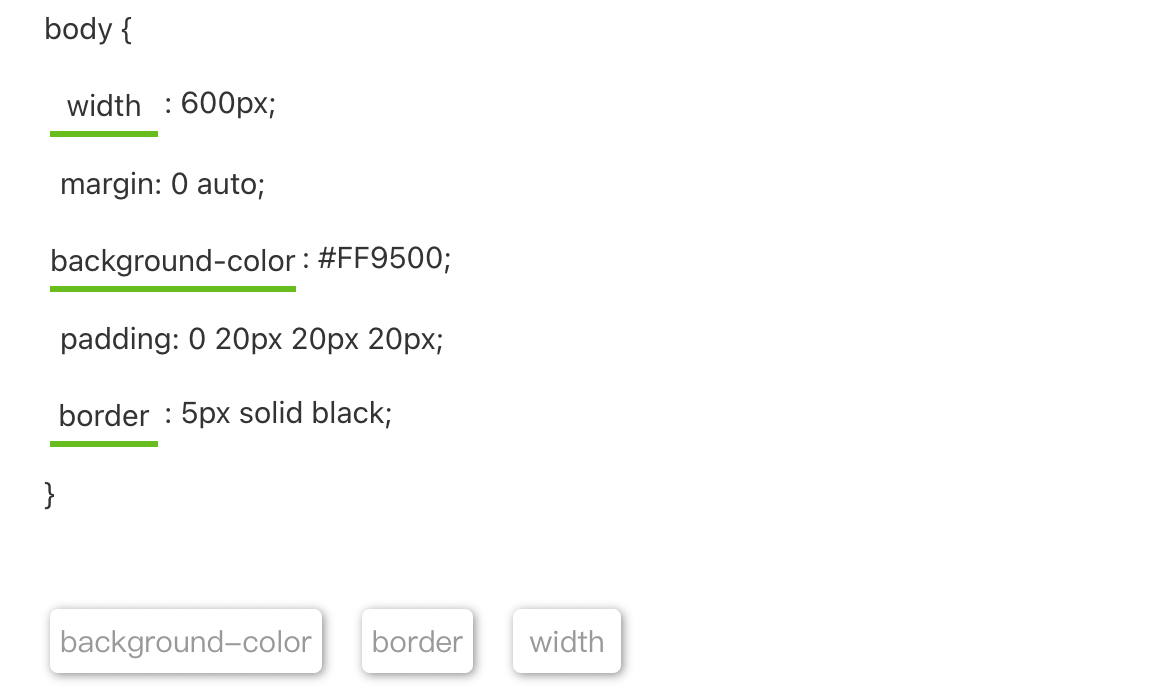 body {
width : 600px;
margin: 0 auto;
background-color : #FF9500;
padding: 0 20px 20px 20px;
border : 5px solid black;
}
background–color border width